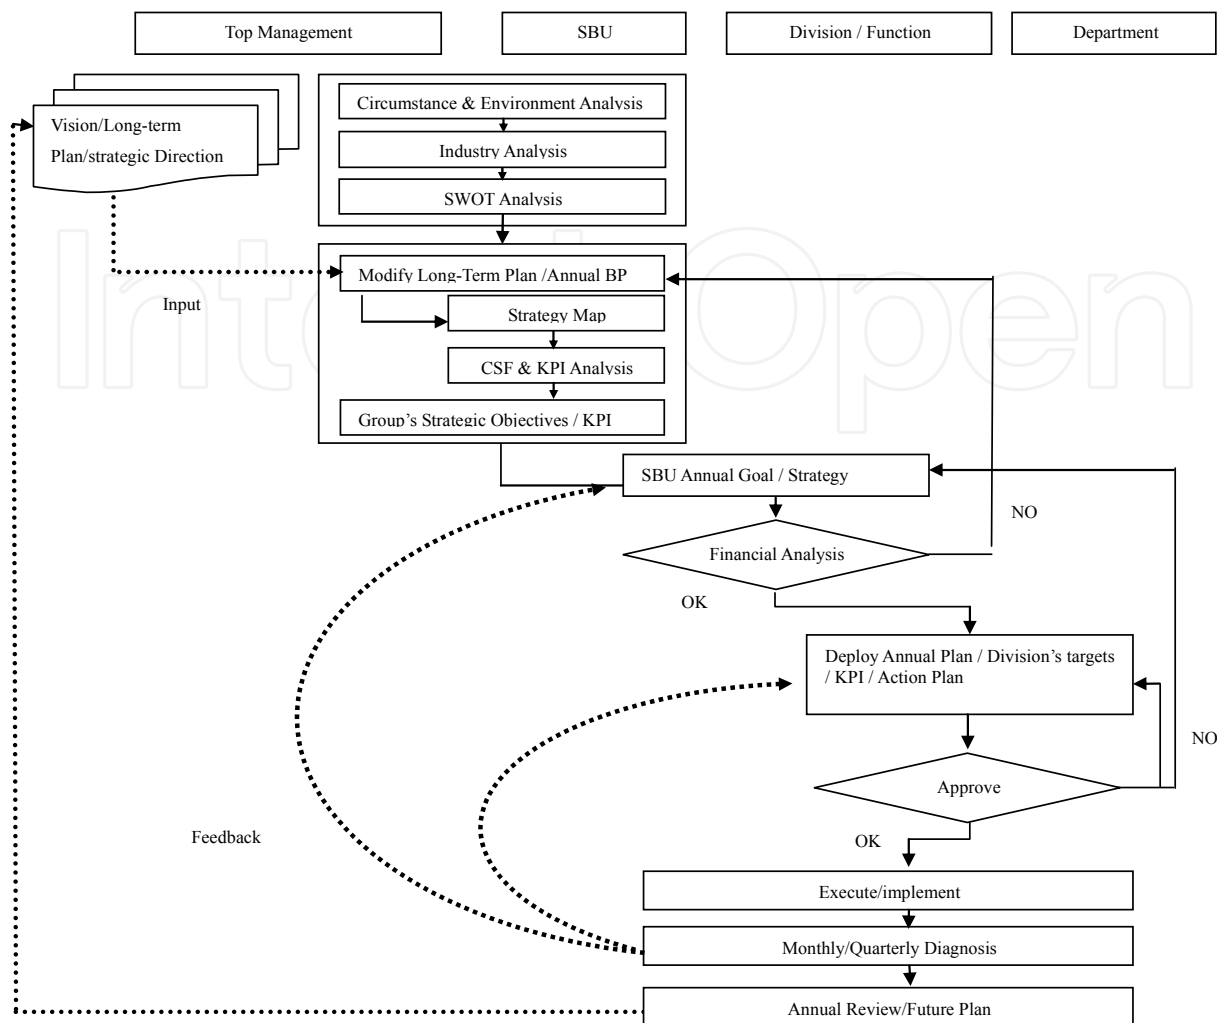 Top Management
SBU
Division / Function
Department
Circumstance & Environment Analysis
Vision/Long-term
Plan/strategic Direction
Industry Analysis
SWOT Analysis
Modify Long-Term Plan /Annual BP
Input
Strategy Map
CSF & KPI Analysis
Group's Strategic Objectives / KPI
SBU Annual Goal / Strategy
NO
Financial Analysis
OK
Deploy Annual Plan / Division's targets
/ KPI / Action Plan
NO
Approve
Feedback
OK
Execute/implement
Monthly/Quarterly Diagnosis
Annual Review/Future Plan